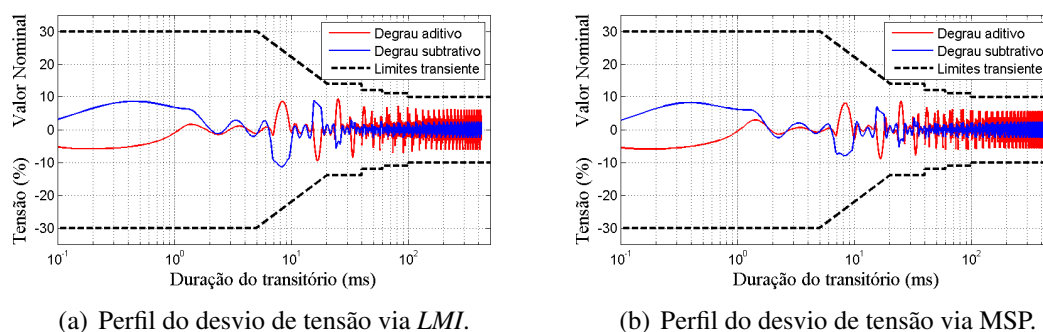 30
20
10
0
-10
-20
-30
Tensão (%) Valor Nominal
Degrau aditivo
Degrau subtrativo
Limites transiente
10^-1
10^0
10^1
10^2
Duração do transitório (ms)
(a) Perfil do desvio de tensão via LMI.
30
20
10
0
-10
-20
-30
Tensão (%) Valor Nominal
Degrau aditivo
Degrau subtrativo
Limites transiente
10^-1
10^0
10^1
10^2
Duração do transitório (ms)
(b) Perfil do desvio de tensão via MSP.